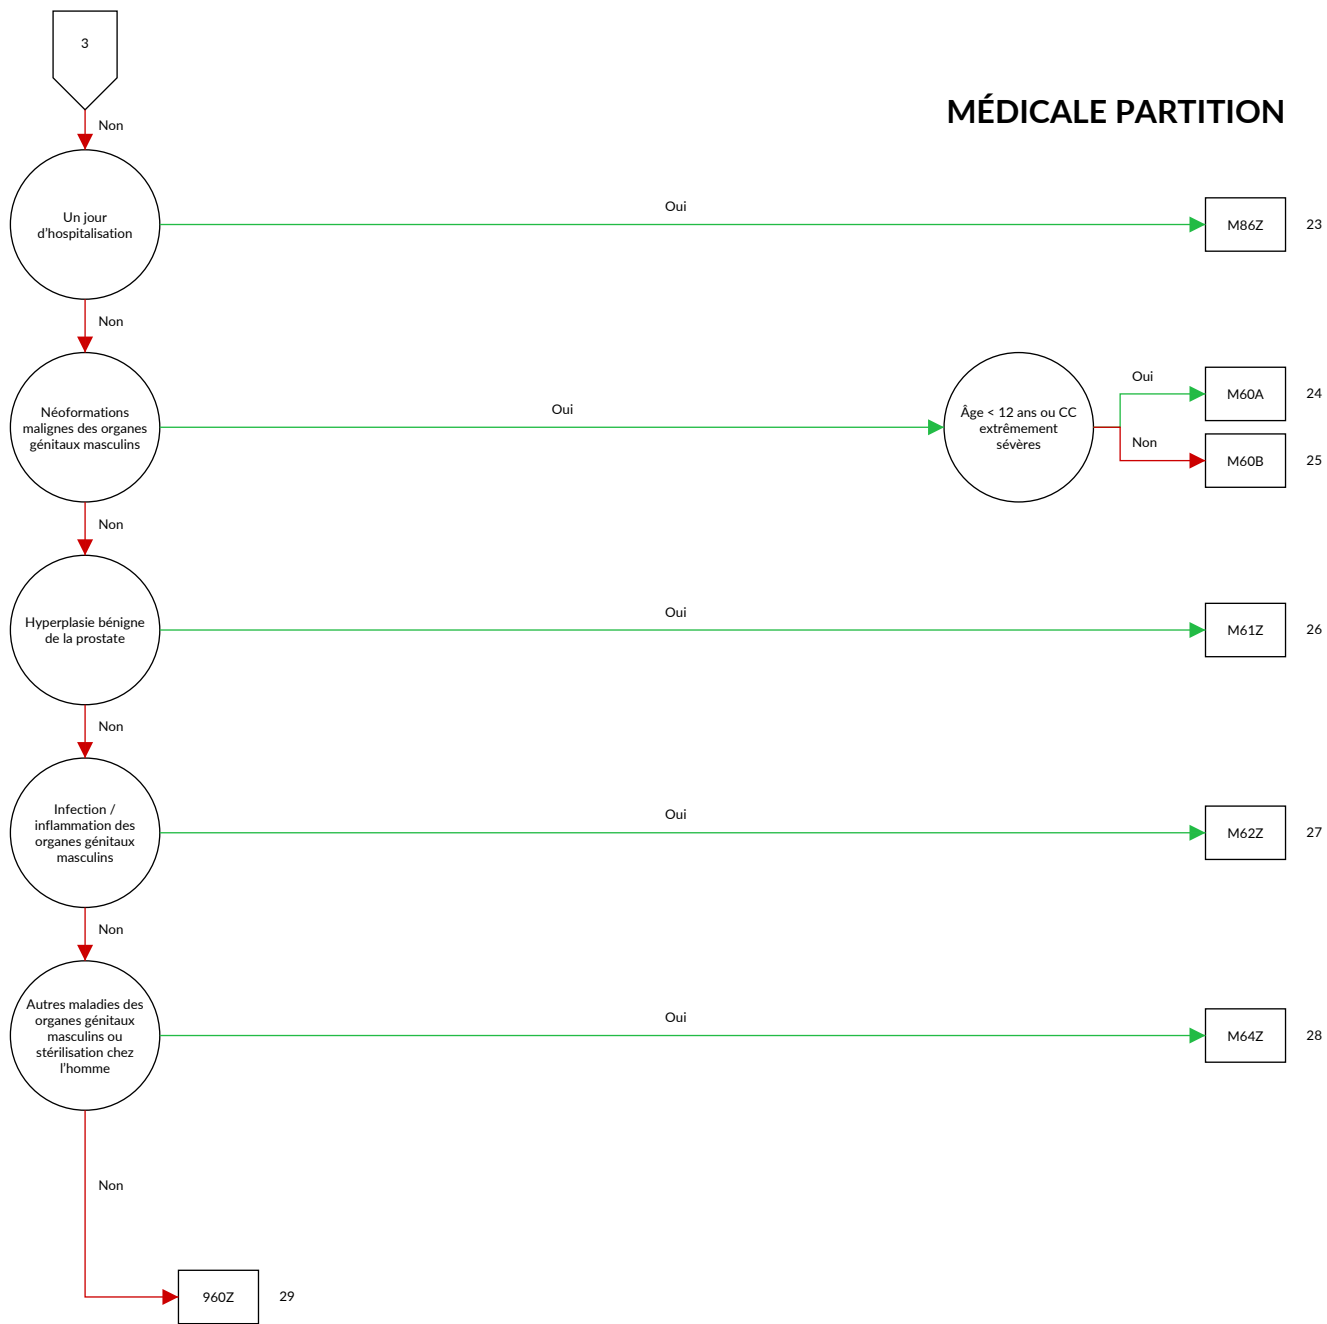 3
MÉDICALE PARTITION
Non
Un jour
d'hospitalisation
Oui
M86Z
23
Non
Néoformations
malignes des organes
génitaux masculins
Oui
Âge < 12 ans ou CC
extrêmement
sévères
Oui
M60A
24
Non
M60B
25
Non
Hyperplasie bénigne
de la prostate
Oui
M61Z
26
Non
Infection /
inflammation des
organes génitaux
masculins
Oui
M62Z
27
Non
Autres maladies des
organes génitaux
masculins ou
stérilisation chez
l'homme
Oui
M64Z
28
Non
960Z
29